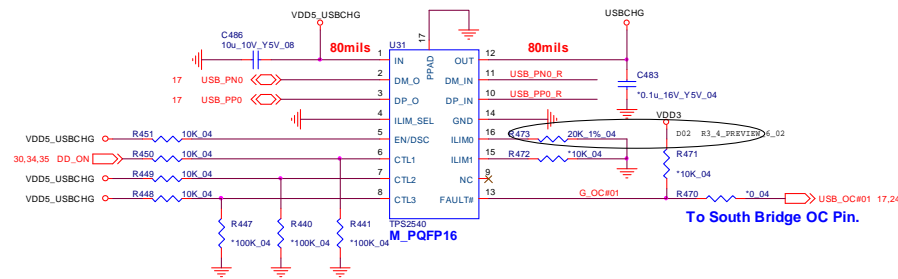 C486
10u_10V_Y5V_08
VDD5_USBCHG
USBCHG
80mils
80mils
U31
17
PPAD
1 IN OUT 12
17 USB_PN0 2 DM_O DM_IN 11 USB_PN0_R
17 USB_PP0 3 DP_O DP_IN 10 USB_PP0_R
C483
*0.1u_16V_Y5V_04
4 ILIM_SEL GND 14
VDD3
VDD5_USBCHG R451 10K_04 5 EN/DSC ILIM0 16 R473 20K_1%_04
D02 R3_4_PREVIEW 6_02
30,34,35 DD_ON R450 10K_04 6 CTL1 ILIM1 15 R472 *10K_04
R471
*10K_04
VDD5_USBCHG R449 10K_04 7 CTL2 NC 9
VDD5_USBCHG R448 10K_04 8 CTL3 FAULT# 13 G_OC#01 R470 *0_04 USB_OC#01 17,24
TPS2540
M_PQFP16
To South Bridge OC Pin.
R447 R440 R441
*100K_04 *100K_04 *100K_04